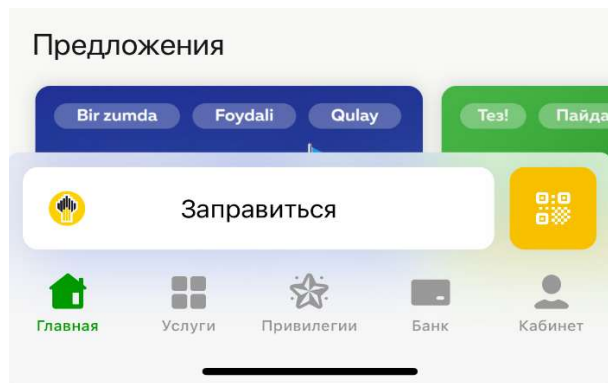 Предложения
Bir zumda Foydali Qulay Тез! Пайда
Заправиться
Главная Услуги Привилегии Банк Кабинет